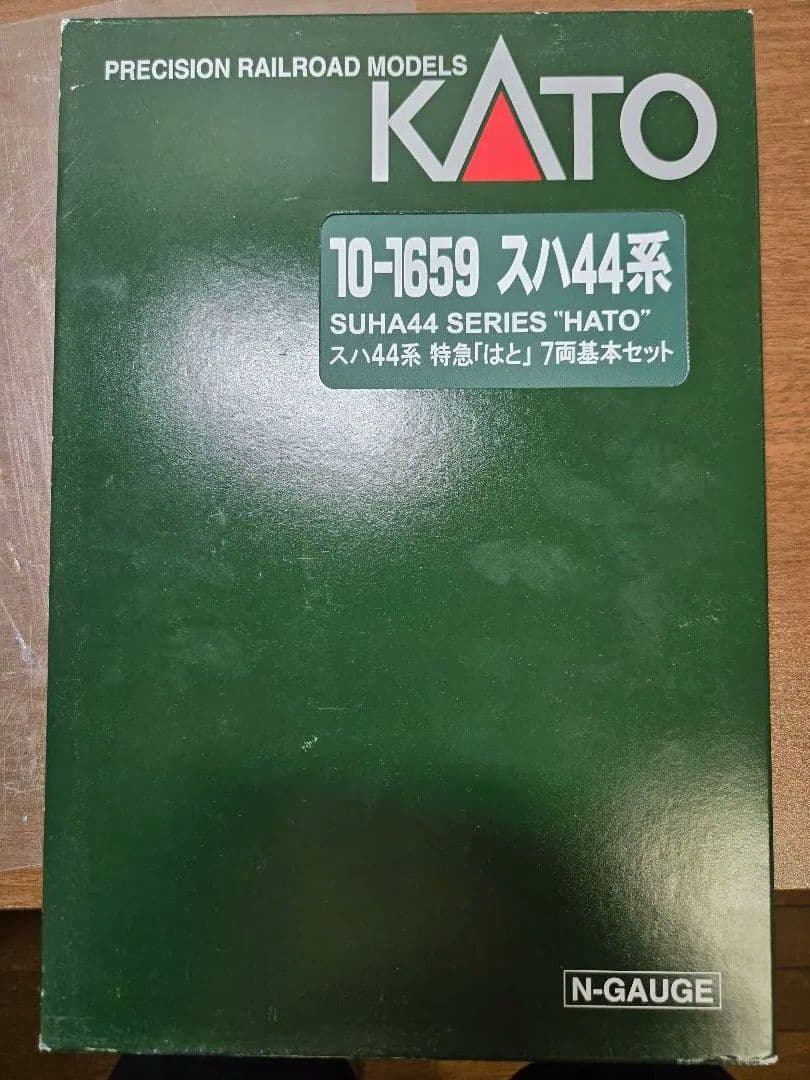 PRECISION RAILROAD MODELS
KATO
10-1659 スハ44系
SUHA44 SERIES "HATO"
スハ44系 特急「はと」 7両基本セット
N-GAUGE